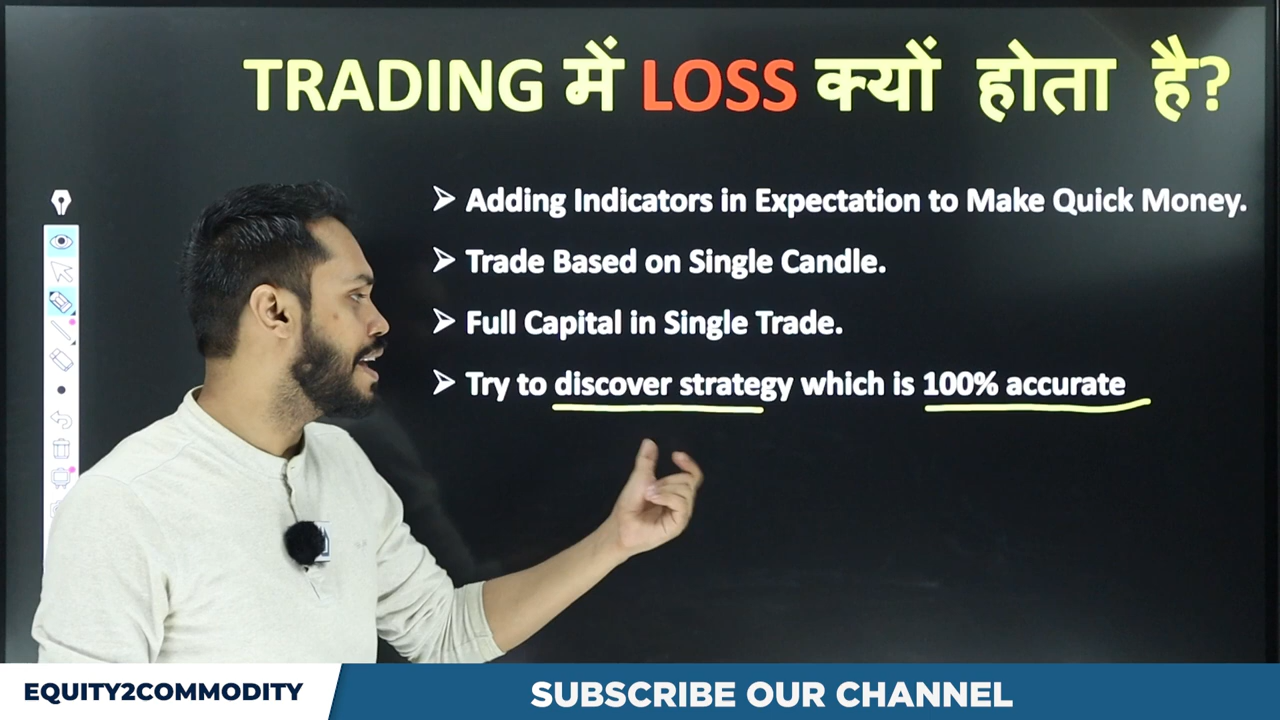 TRADING में LOSS क्यों होता है?
➢ Adding Indicators in Expectation to Make Quick Money.
➢ Trade Based on Single Candle.
➢ Full Capital in Single Trade.
➢ Try to discover strategy which is 100% accurate
EQUITY2COMMODITY
SUBSCRIBE OUR CHANNEL